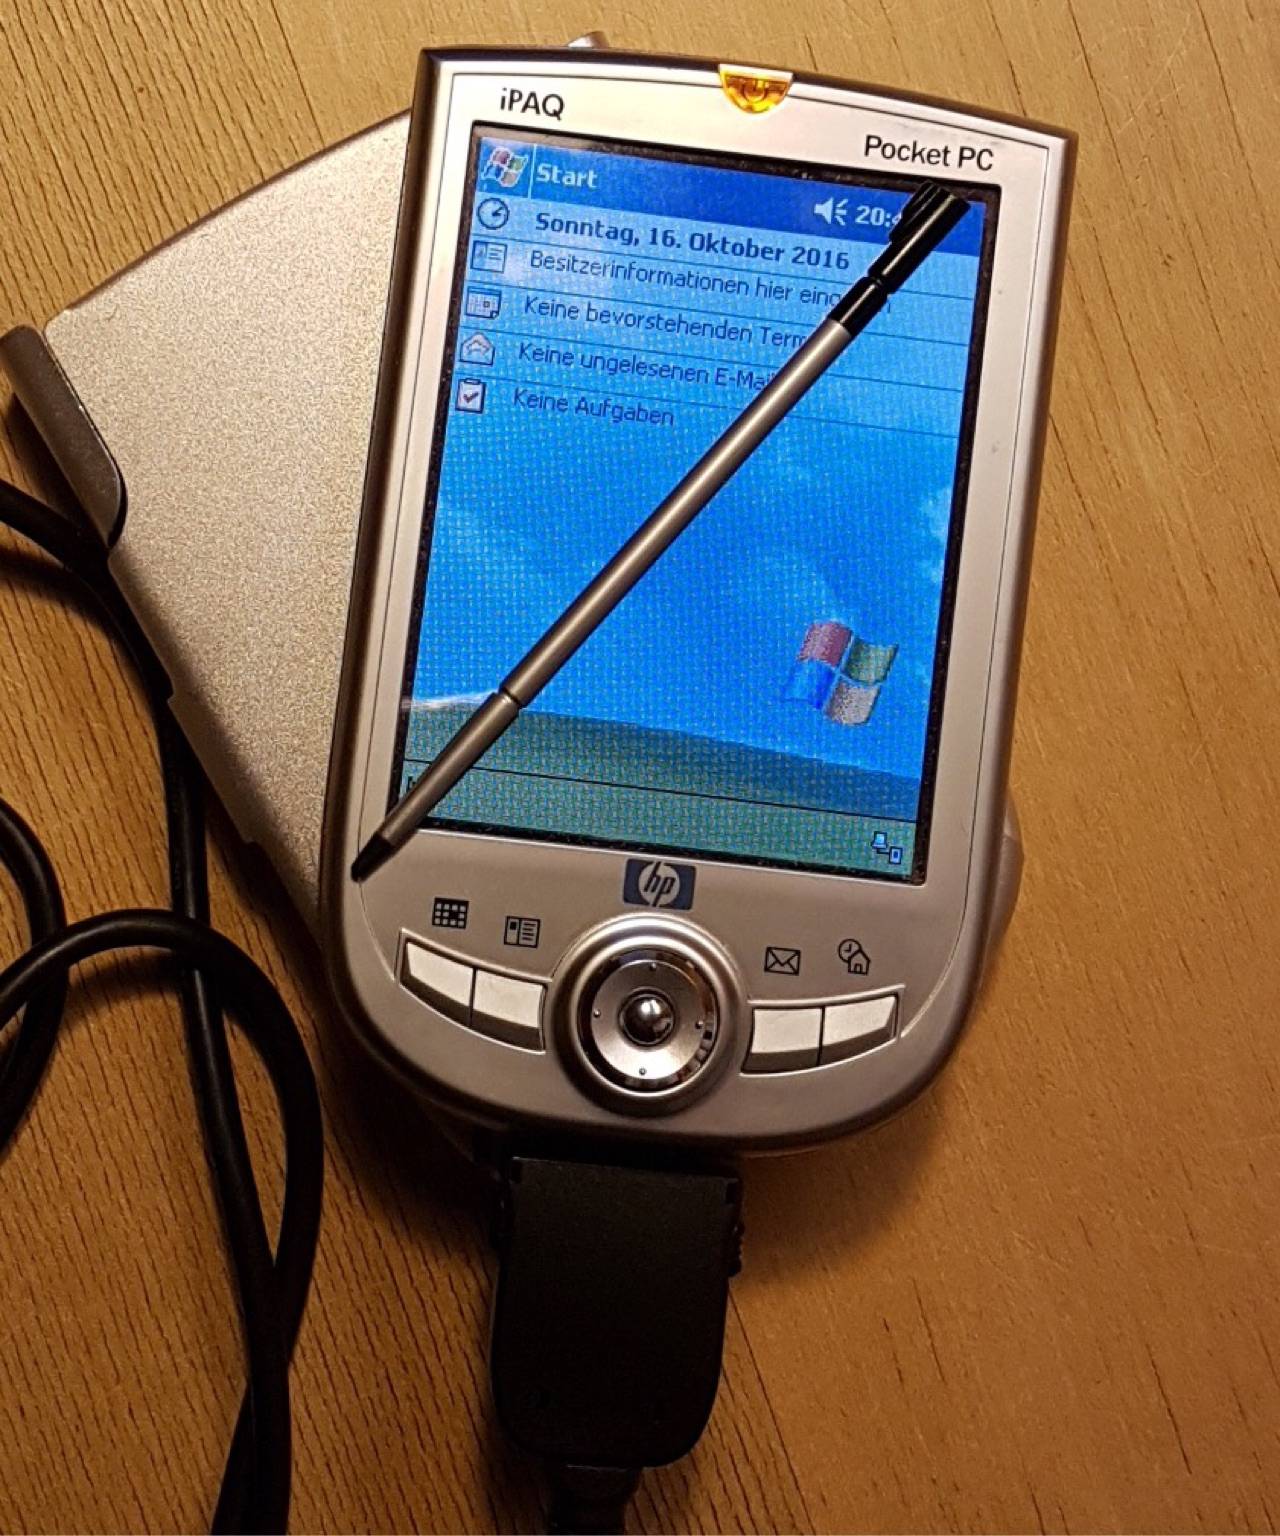 iPAQ
Pocket PC
Start
Sonntag, 16. Oktober 2016
Besitzerinformationen hier
Keine bevorstehenden
Keine ungelesenen
Keine Aufgaben
hp